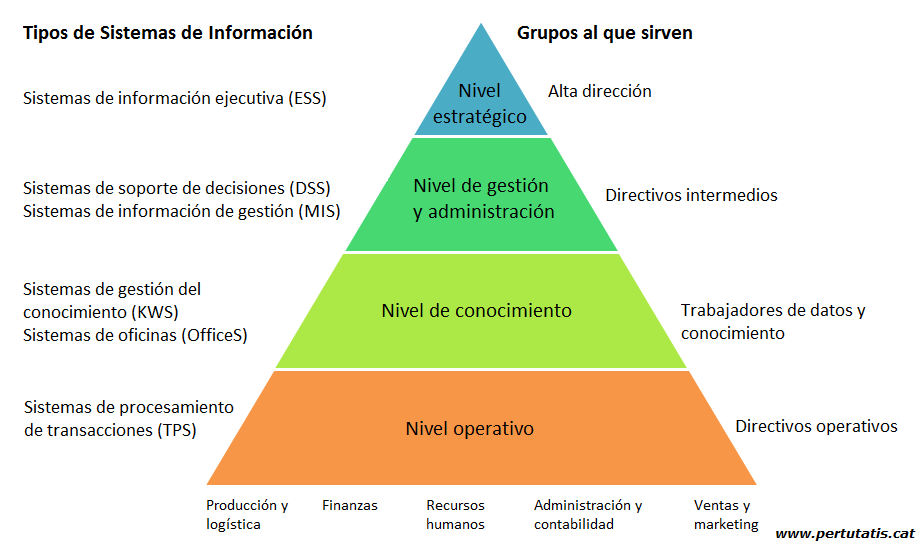 Tipos de Sistemas de Información
Grupos al que sirven
Sistemas de información ejecutiva (ESS)
Nivel
estratégico
Alta dirección
Sistemas de soporte de decisiones (DSS)
Sistemas de información de gestión (MIS)
Nivel de gestión
y administración
Directivos intermedios
Sistemas de gestión del
conocimiento (KWS)
Sistemas de oficinas (OfficeS)
Nivel de conocimiento
Trabajadores de datos y
conocimiento
Sistemas de procesamiento
de transacciones (TPS)
Nivel operativo
Directivos operativos
Producción y
logística
Finanzas
Recursos
humanos
Administración y
contabilidad
Ventas y
marketing
www.pertutatis.cat